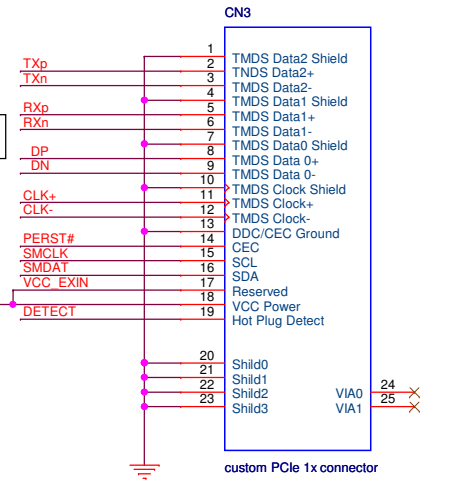 CN3
1 TMDS Data2 Shield
TXp 2 TNDS Data2+
TXn 3 TMDS Data2-
4 TMDS Data1 Shield
RXp 5 TMDS Data1+
RXn 6 TMDS Data1-
7 TMDS Data0 Shield
DP 8 TMDS Data 0+
DN 9 TMDS Data 0-
10 TMDS Clock Shield
CLK+ 11 TMDS Clock+
CLK- 12 TMDS Clock-
13 DDC/CEC Ground
PERST# 14 CEC
SMCLK 15 SCL
SMDAT 16 SDA
VCC_EXIN 17 Reserved
18 VCC Power
DETECT 19 Hot Plug Detect
20 Shild0
21 Shild1
22 Shild2 VIA0 24
23 Shild3 VIA1 25
custom PCIe 1x connector